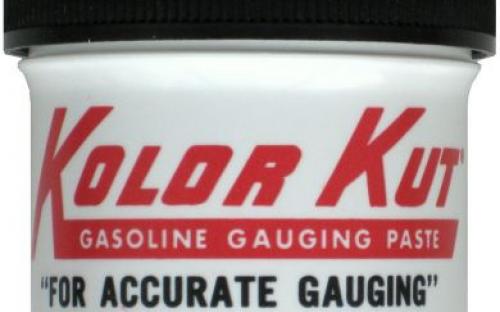 KOLOR KUT®
GASOLINE GAUGING PASTE
"FOR ACCURATE GAUGING"